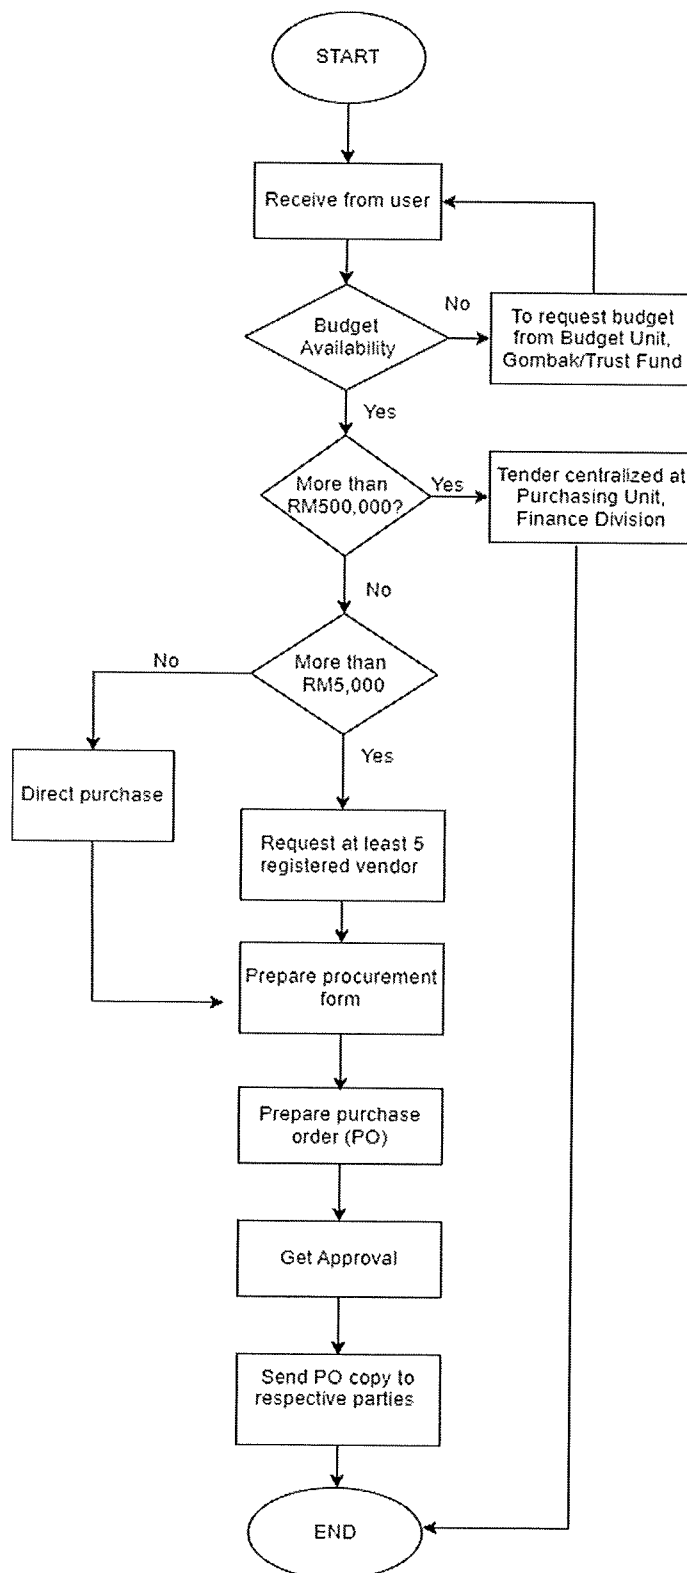 START
Receive from user
No
To request budget
from Budget Unit,
Gombak/Trust Fund
Budget
Availability
Yes
More than
RM500,000?
Yes
Tender centralized at
Purchasing Unit,
Finance Division
No
No
More than
RM5,000
Yes
Direct purchase
Request at least 5
registered vendor
Prepare procurement
form
Prepare purchase
order (PO)
Get Approval
Send PO copy to
respective parties
END